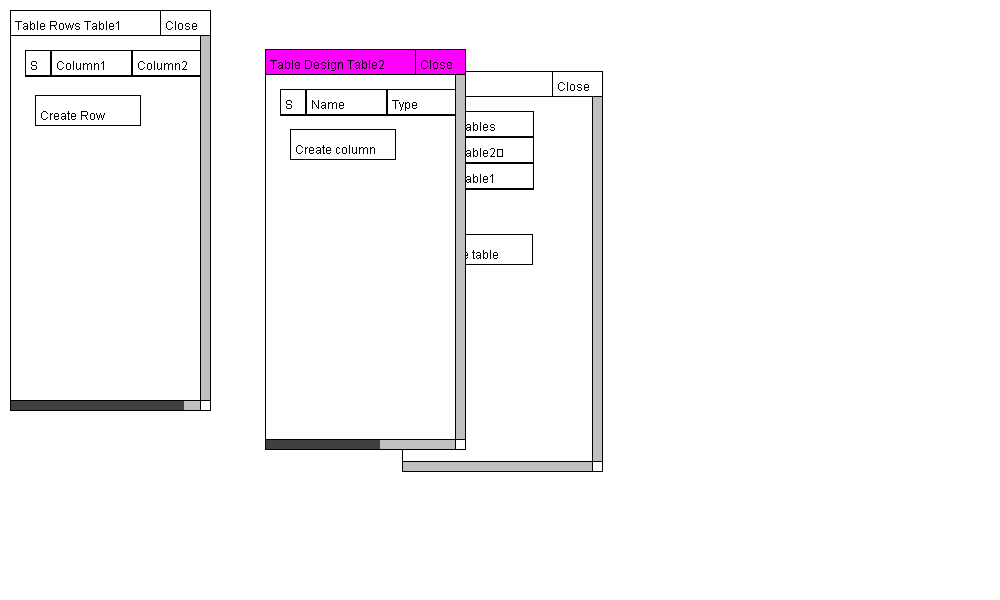 Table Rows Table1 Close
S Column1 Column2
Create Row
Table Design Table2 Close
S Name Type
Create column
Close
ables
able2▯
able1
e table